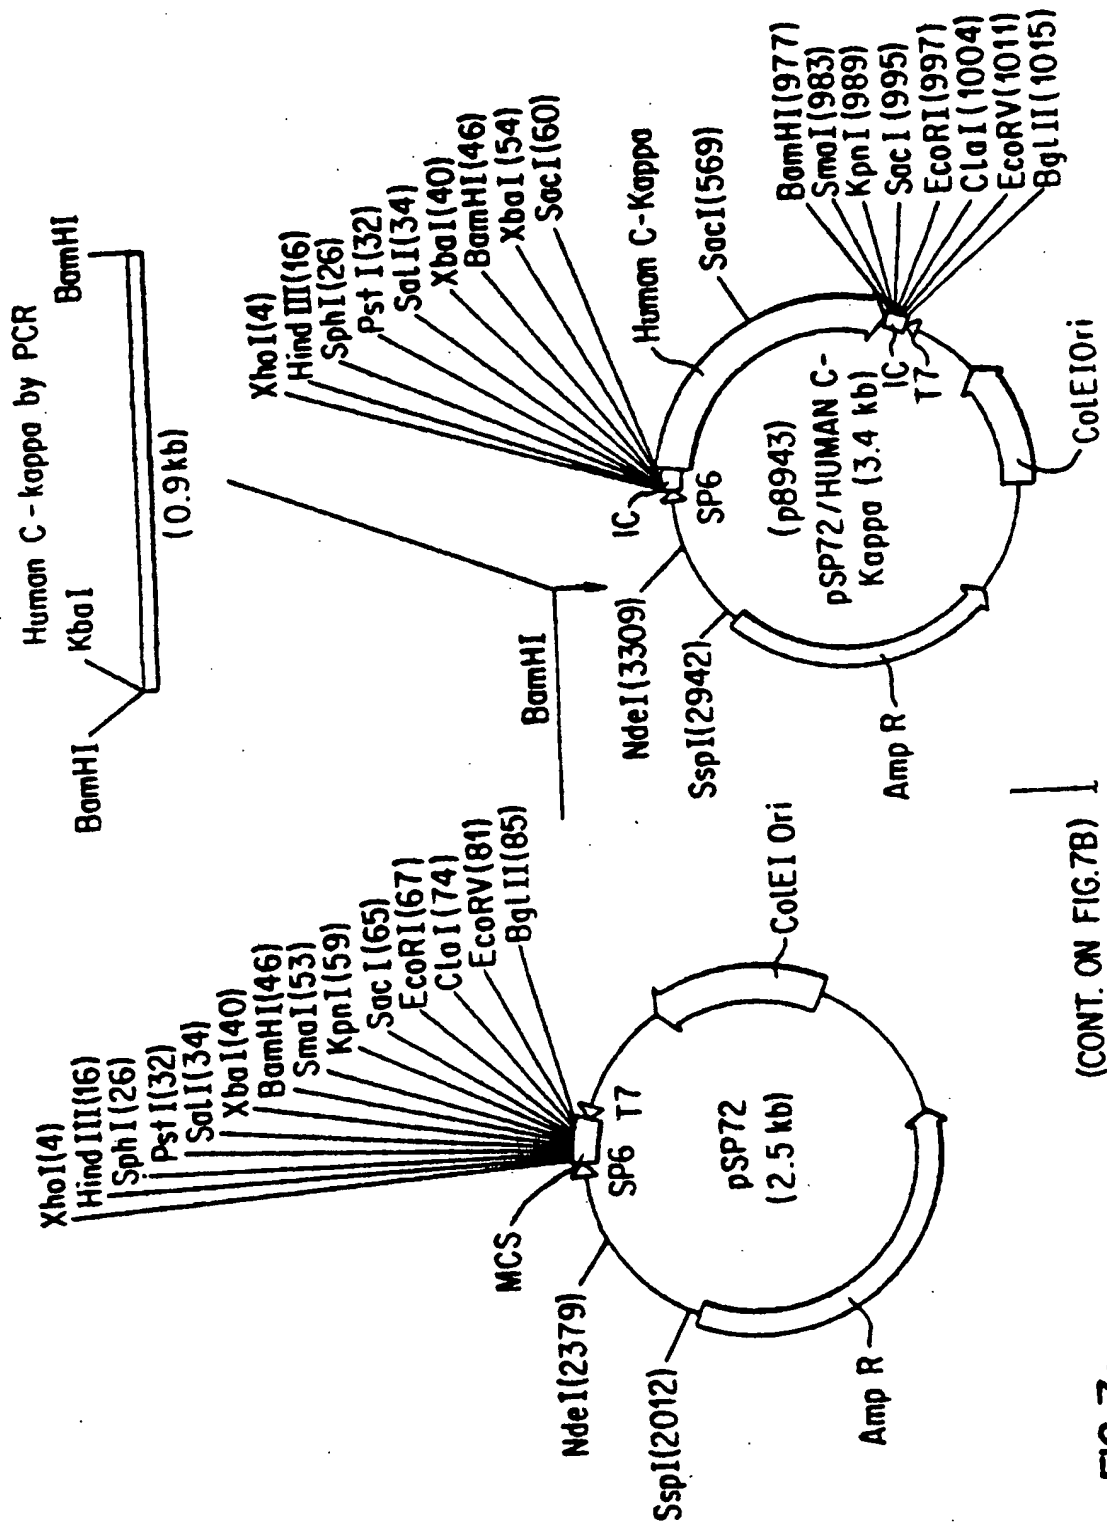 Human C-kappa by PCR
BamHI
KbaI
BamHI
(0.9kb)
XhoI(4)
Hind III(16)
SphI(26)
PstI(32)
SalI(34)
XbaI(40)
BamHI(46)
SmaI(53)
KpnI(59)
Sac I(65)
EcoRI(67)
ClaI(74)
EcoRV(81)
BglII(85)
MCS
SP6
T7
NdeI(2379)
SspI(2012)
pSP72
(2.5 kb)
ColEI Ori
Amp R
BamHI
XhoI(4)
Hind III(16)
SphI(26)
Pst I(32)
SalI(34)
XbaI(40)
BamHI(46)
XbaI(54)
SacI(60)
IC
SP6
NdeI(3309)
SspI(2942)
Human C-Kappa
SacI(569)
(p8943)
pSP72/HUMAN C-
Kappa (3.4 kb)
IC
T7
BamHI(977)
SmaI(983)
KpnI(989)
SacI(995)
EcoRI(997)
ClaI(1004)
EcoRV(1011)
BglII(1015)
ColEIOri
Amp R
(CONT. ON FIG.7B)
FIG. 7